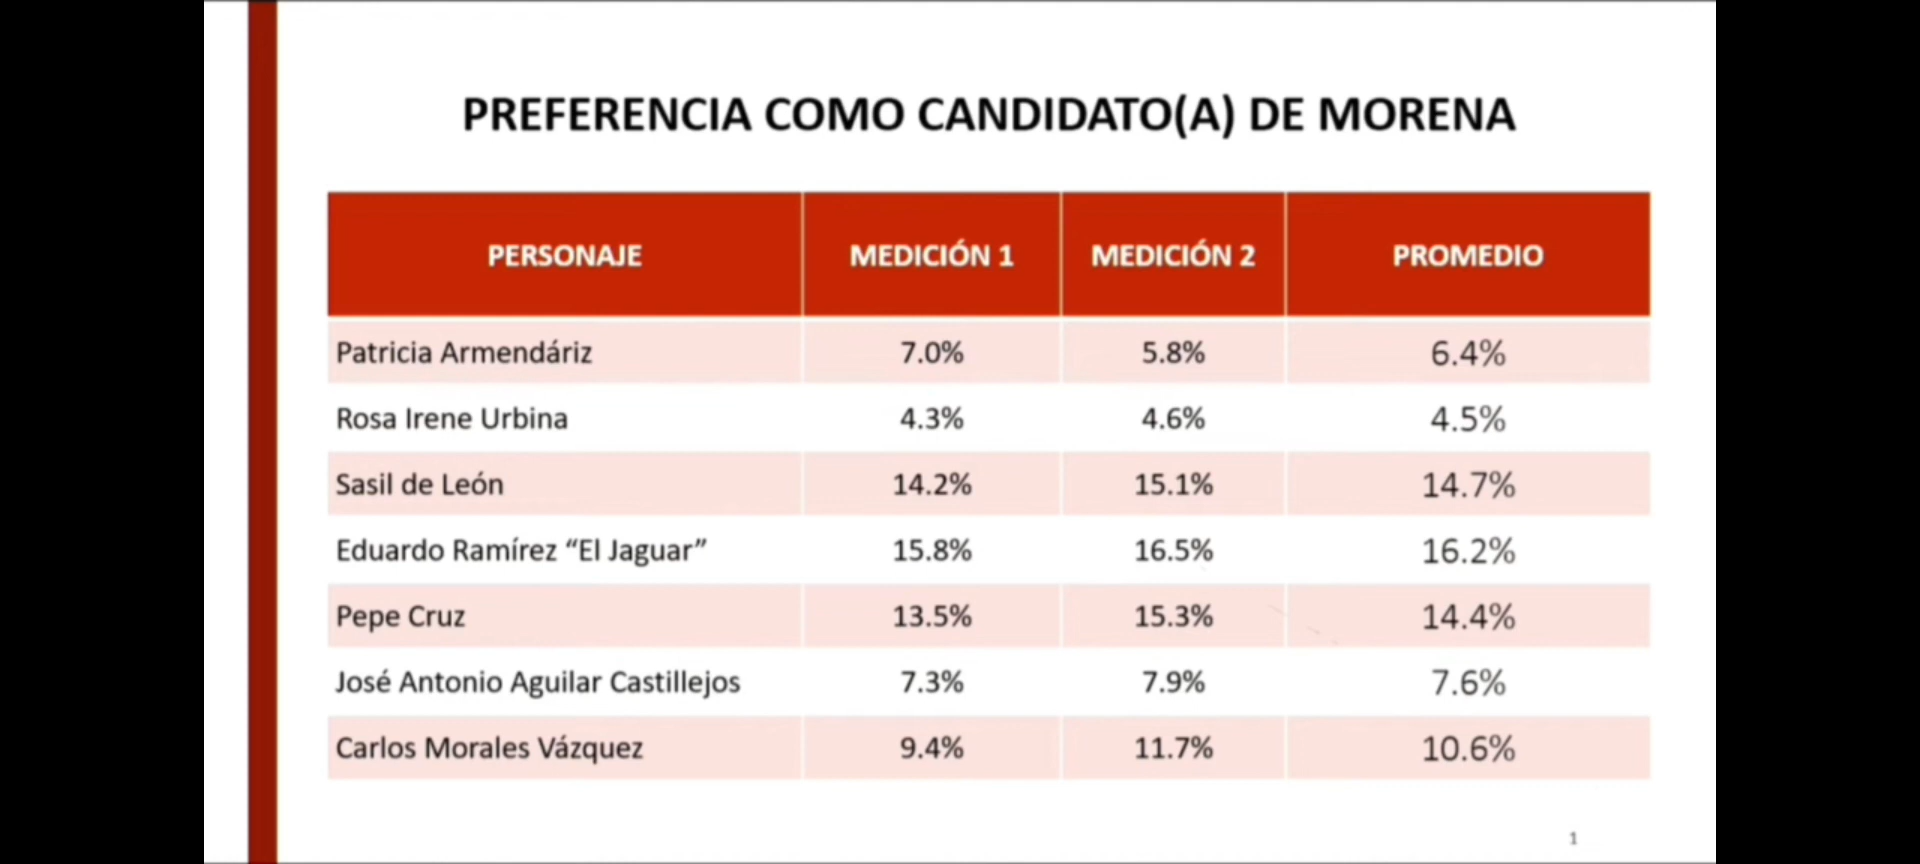 PREFERENCIA COMO CANDIDATO(A) DE MORENA
PERSONAJE MEDICIÓN 1 MEDICIÓN 2 PROMEDIO
Patricia Armendáriz 7.0% 5.8% 6.4%
Rosa Irene Urbina 4.3% 4.6% 4.5%
Sasil de León 14.2% 15.1% 14.7%
Eduardo Ramírez “El Jaguar” 15.8% 16.5% 16.2%
Pepe Cruz 13.5% 15.3% 14.4%
José Antonio Aguilar Castillejos 7.3% 7.9% 7.6%
Carlos Morales Vázquez 9.4% 11.7% 10.6%
1